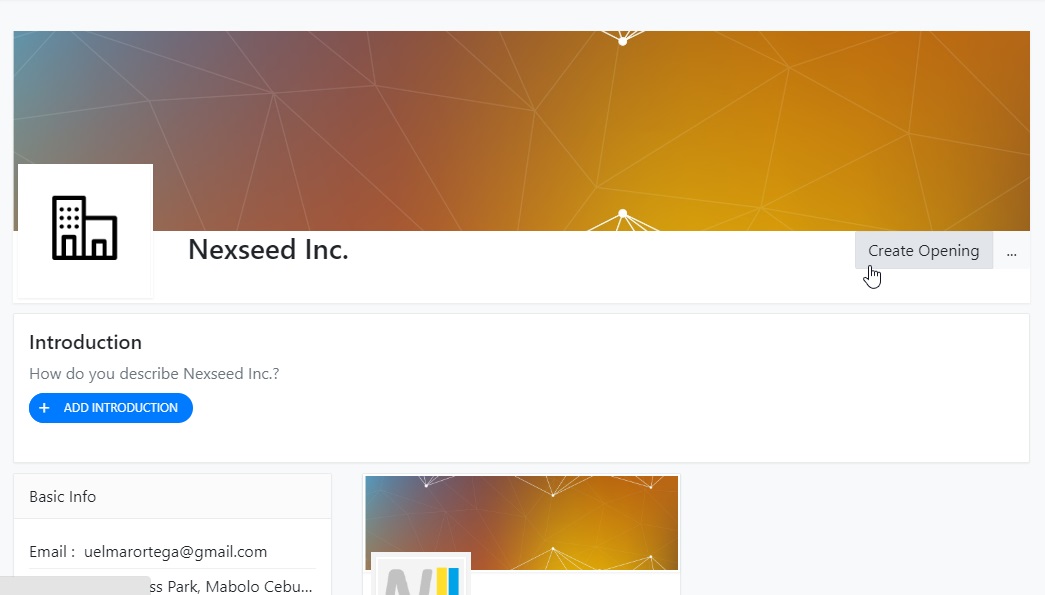 Nexseed Inc.
Create Opening
...
Introduction
How do you describe Nexseed Inc.?
+ ADD INTRODUCTION
Basic Info
Email : uelmarortega@gmail.com
ss Park, Mabolo Cebu...